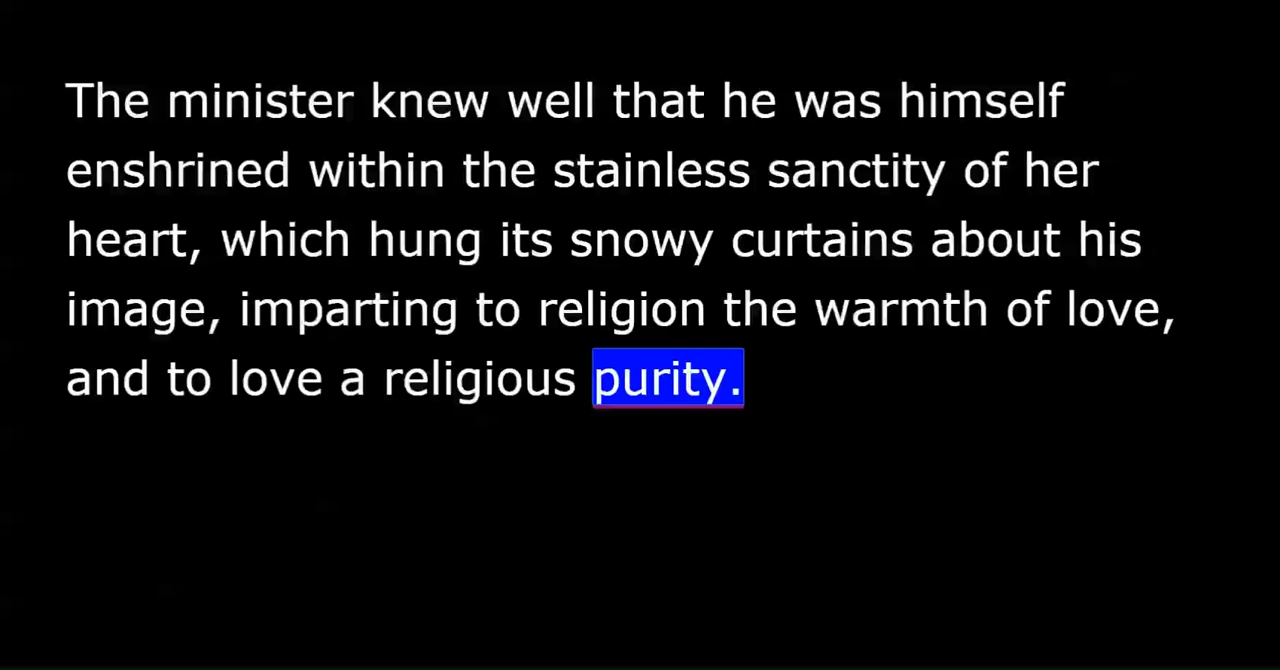 The minister knew well that he was himself
enshrined within the stainless sanctity of her
heart, which hung its snowy curtains about his
image, imparting to religion the warmth of love,
and to love a religious purity.